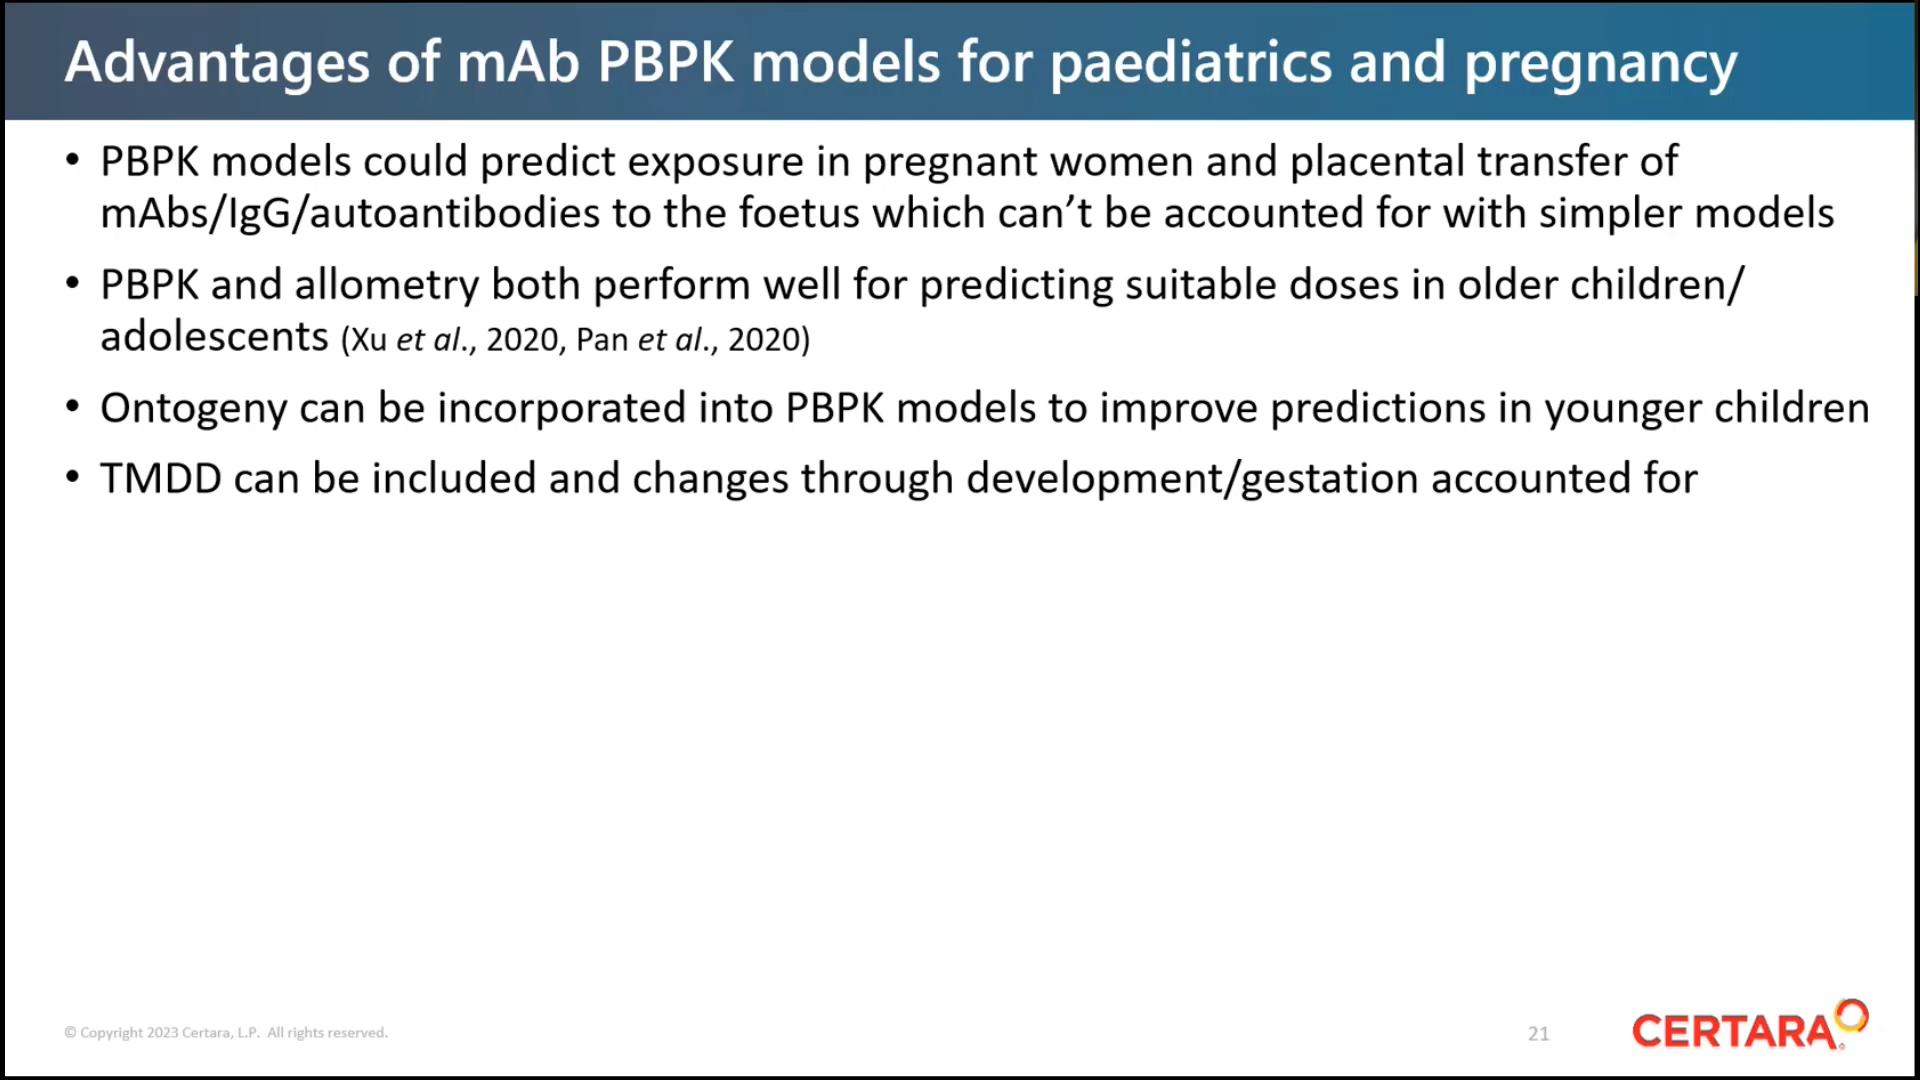 Advantages of mAb PBPK models for paediatrics and pregnancy
• PBPK models could predict exposure in pregnant women and placental transfer of
mAbs/IgG/autoantibodies to the foetus which can’t be accounted for with simpler models
• PBPK and allometry both perform well for predicting suitable doses in older children/
adolescents (Xu et al., 2020, Pan et al., 2020)
• Ontogeny can be incorporated into PBPK models to improve predictions in younger children
• TMDD can be included and changes through development/gestation accounted for
© Copyright 2023 Certara, L.P. All rights reserved.
21
CERTARA